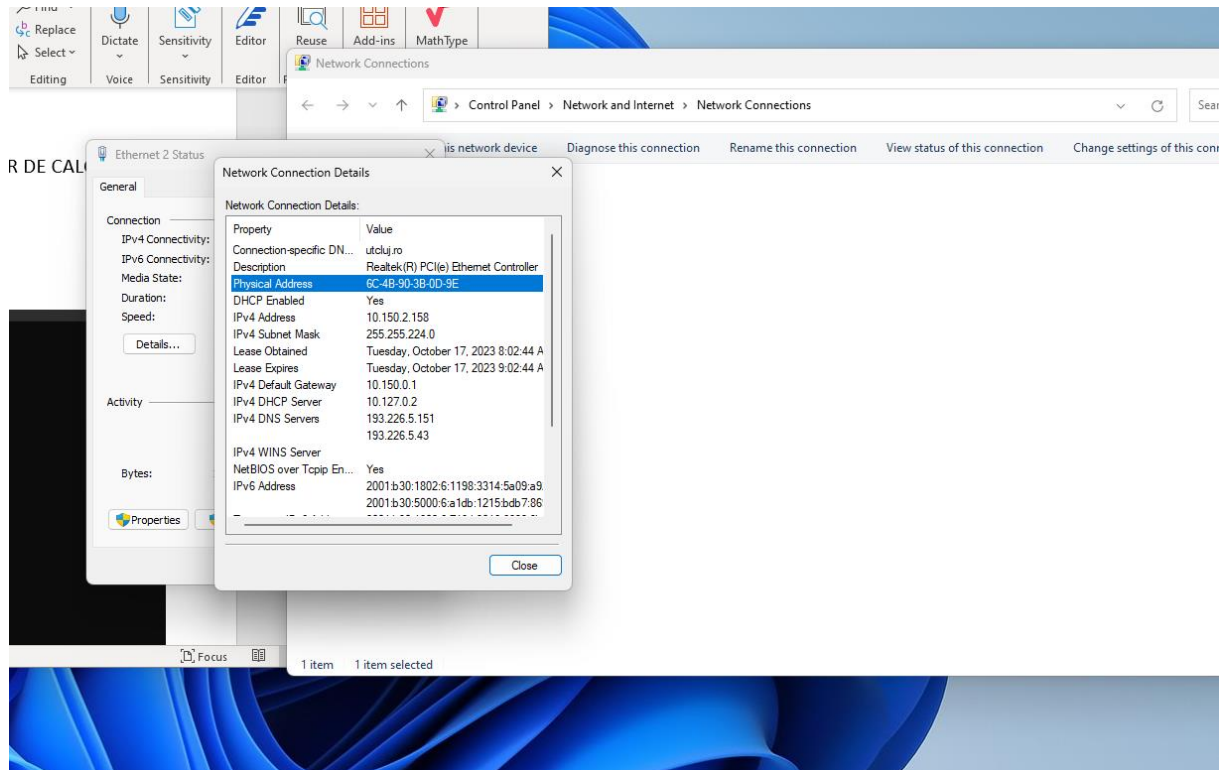 Find
Replace
Select
Editing
Dictate
Voice
Sensitivity
Sensitivity
Editor
Editor
Reuse
Add-ins
MathType
Network Connections
Control Panel > Network and Internet > Network Connections
is network device Diagnose this connection Rename this connection View status of this connection Change settings of this conn
R DE CAL
Ethernet 2 Status
General
Connection
IPv4 Connectivity:
IPv6 Connectivity:
Media State:
Duration:
Speed:
Details...
Activity
Bytes:
Properties
Network Connection Details
Network Connection Details:
Property Value
Connection-specific DN... utcluj.ro
Description Realtek(R) PCI(e) Ethernet Controller
Physical Address 6C-4B-90-3B-0D-9E
DHCP Enabled Yes
IPv4 Address 10.150.2.158
IPv4 Subnet Mask 255.255.224.0
Lease Obtained Tuesday, October 17, 2023 8:02:44 A
Lease Expires Tuesday, October 17, 2023 9:02:44 A
IPv4 Default Gateway 10.150.0.1
IPv4 DHCP Server 10.127.0.2
IPv4 DNS Servers 193.226.5.151
193.226.5.43
IPv4 WINS Server
NetBIOS over Tcpip En... Yes
IPv6 Address 2001:b30:1802:6:1198:3314:5a09:a9
2001:b30:5000:6:a1db:1215:bdb7:86
Close
Focus
1 item 1 item selected